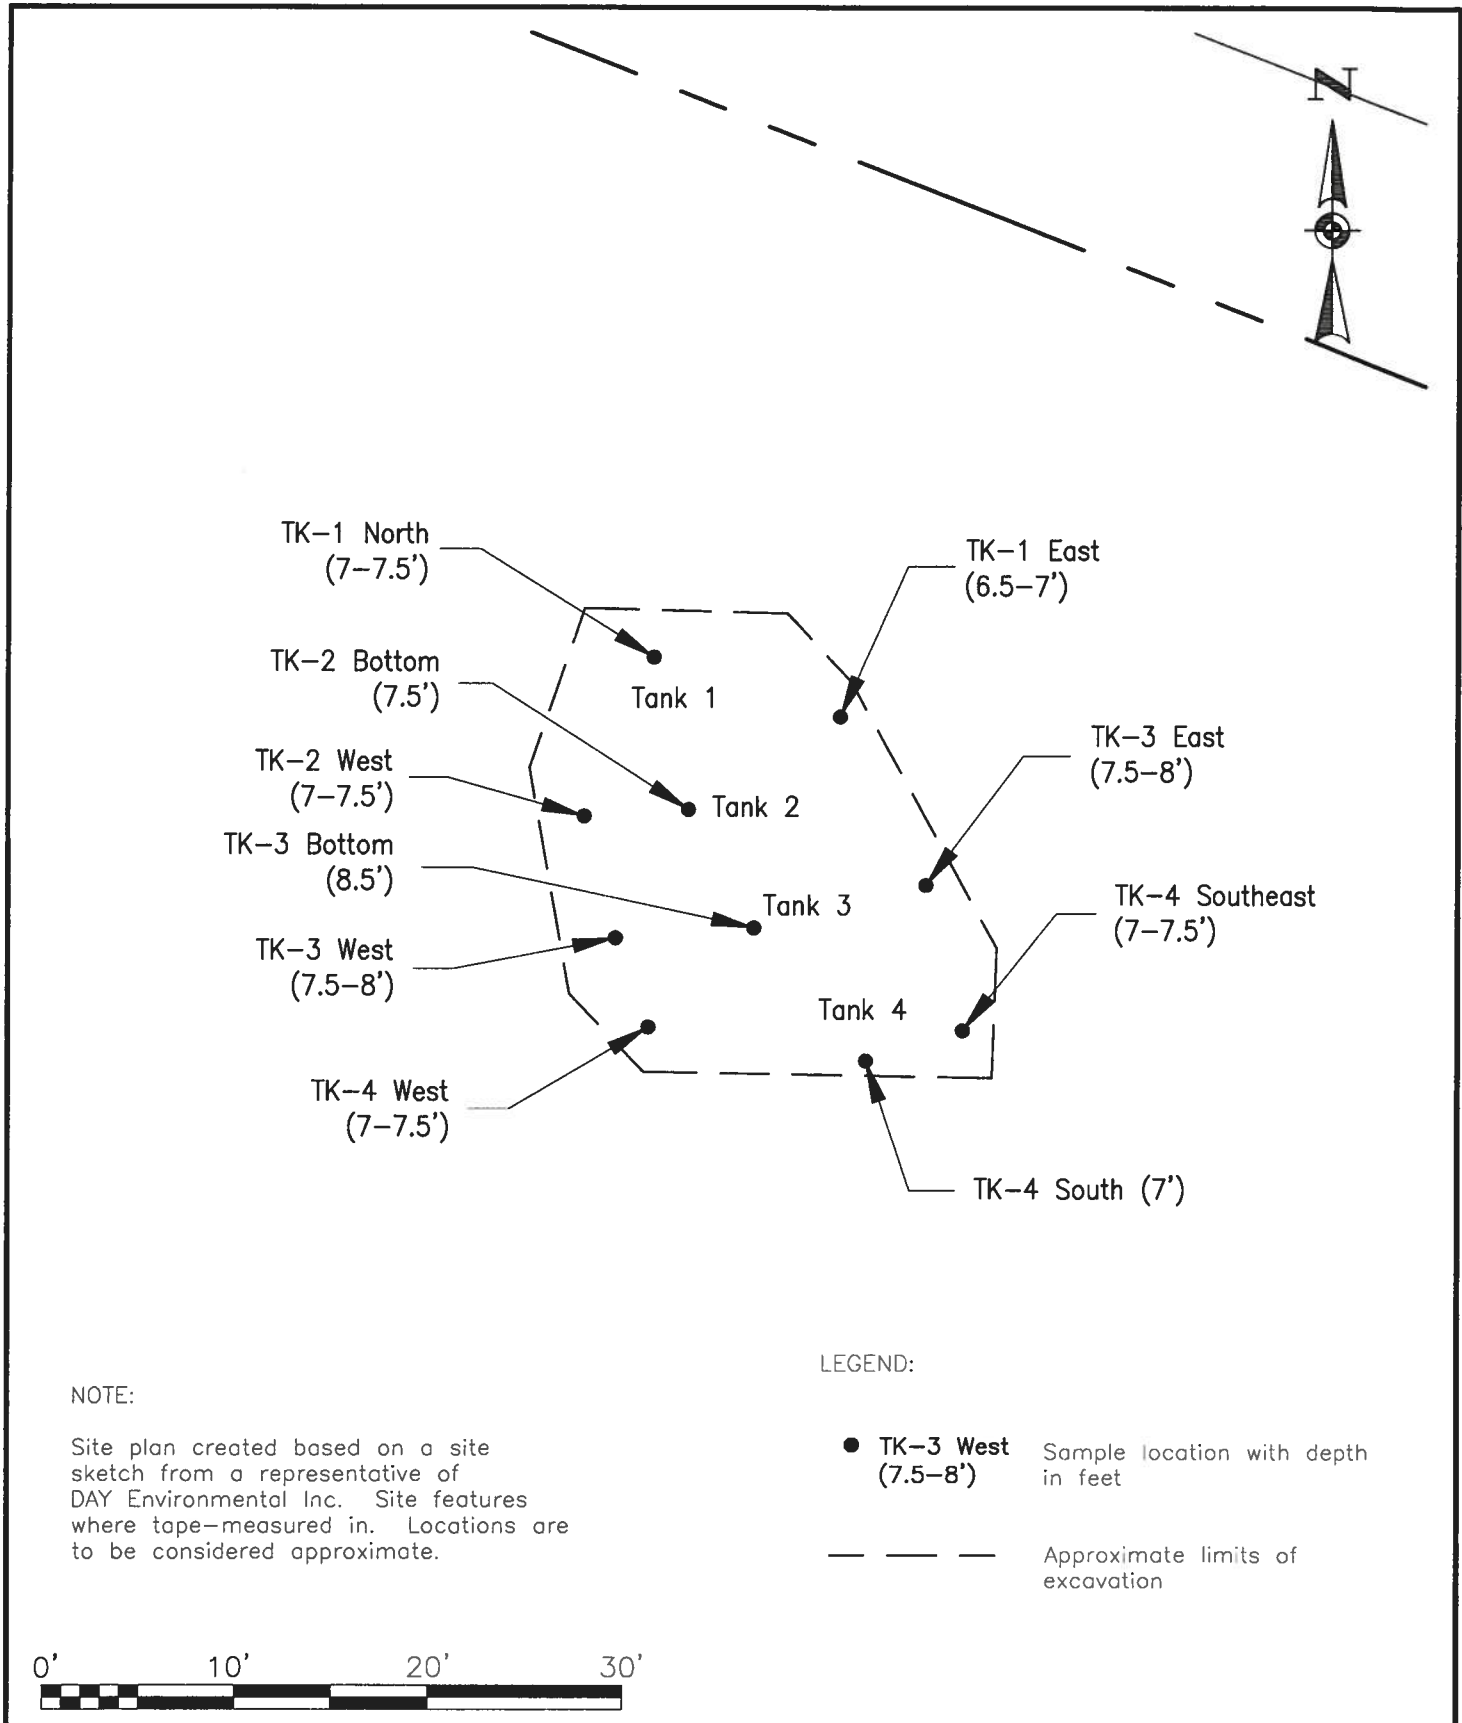 N
TK-1 North
(7-7.5')
TK-1 East
(6.5-7')
TK-2 Bottom
(7.5')
Tank 1
TK-3 East
(7.5-8')
TK-2 West
(7-7.5')
Tank 2
TK-3 Bottom
(8.5')
Tank 3
TK-4 Southeast
(7-7.5')
TK-3 West
(7.5-8')
Tank 4
TK-4 West
(7-7.5')
TK-4 South (7')
LEGEND:
NOTE:
Site plan created based on a site
sketch from a representative of
DAY Environmental Inc.  Site features
where tape-measured in.  Locations are
to be considered approximate.
TK-3 West
(7.5-8')
Sample location with depth
in feet
Approximate limits of
excavation
0' 10' 20' 30'